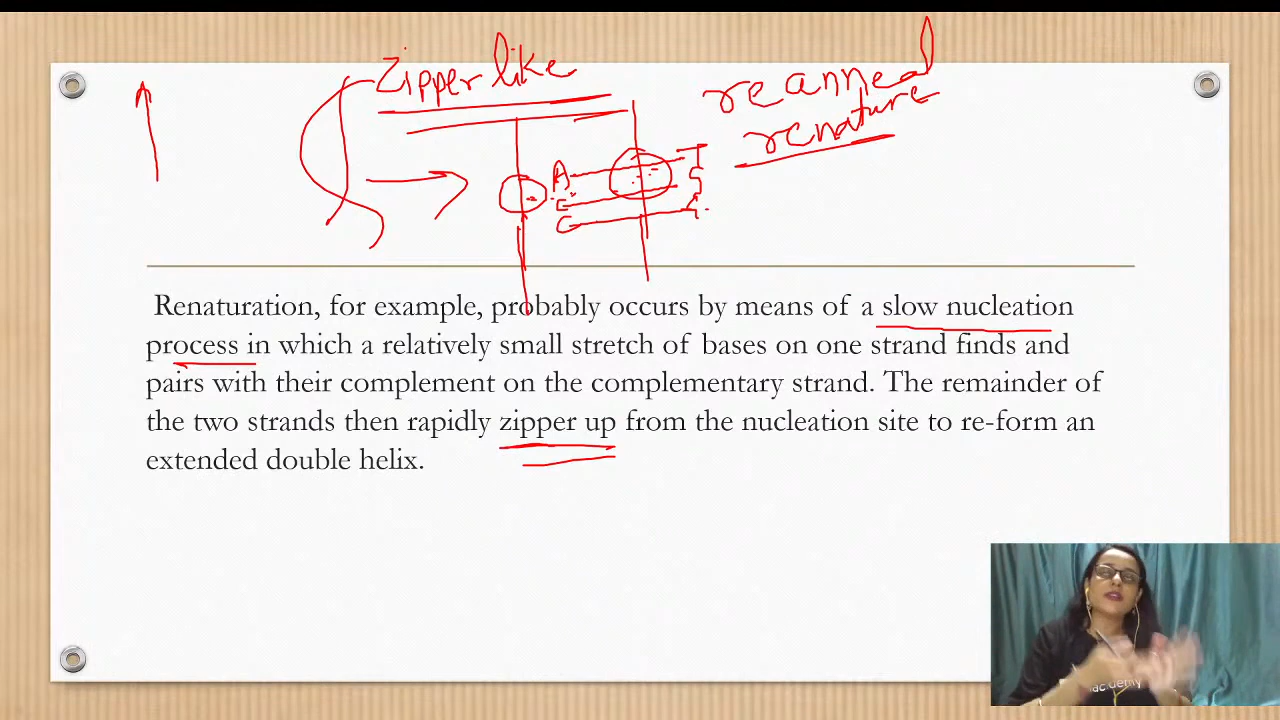 Zipper like
reanneal
renature
A T
C G
Renaturation, for example, probably occurs by means of a slow nucleation
process in which a relatively small stretch of bases on one strand finds and
pairs with their complement on the complementary strand. The remainder of
the two strands then rapidly zipper up from the nucleation site to re-form an
extended double helix.